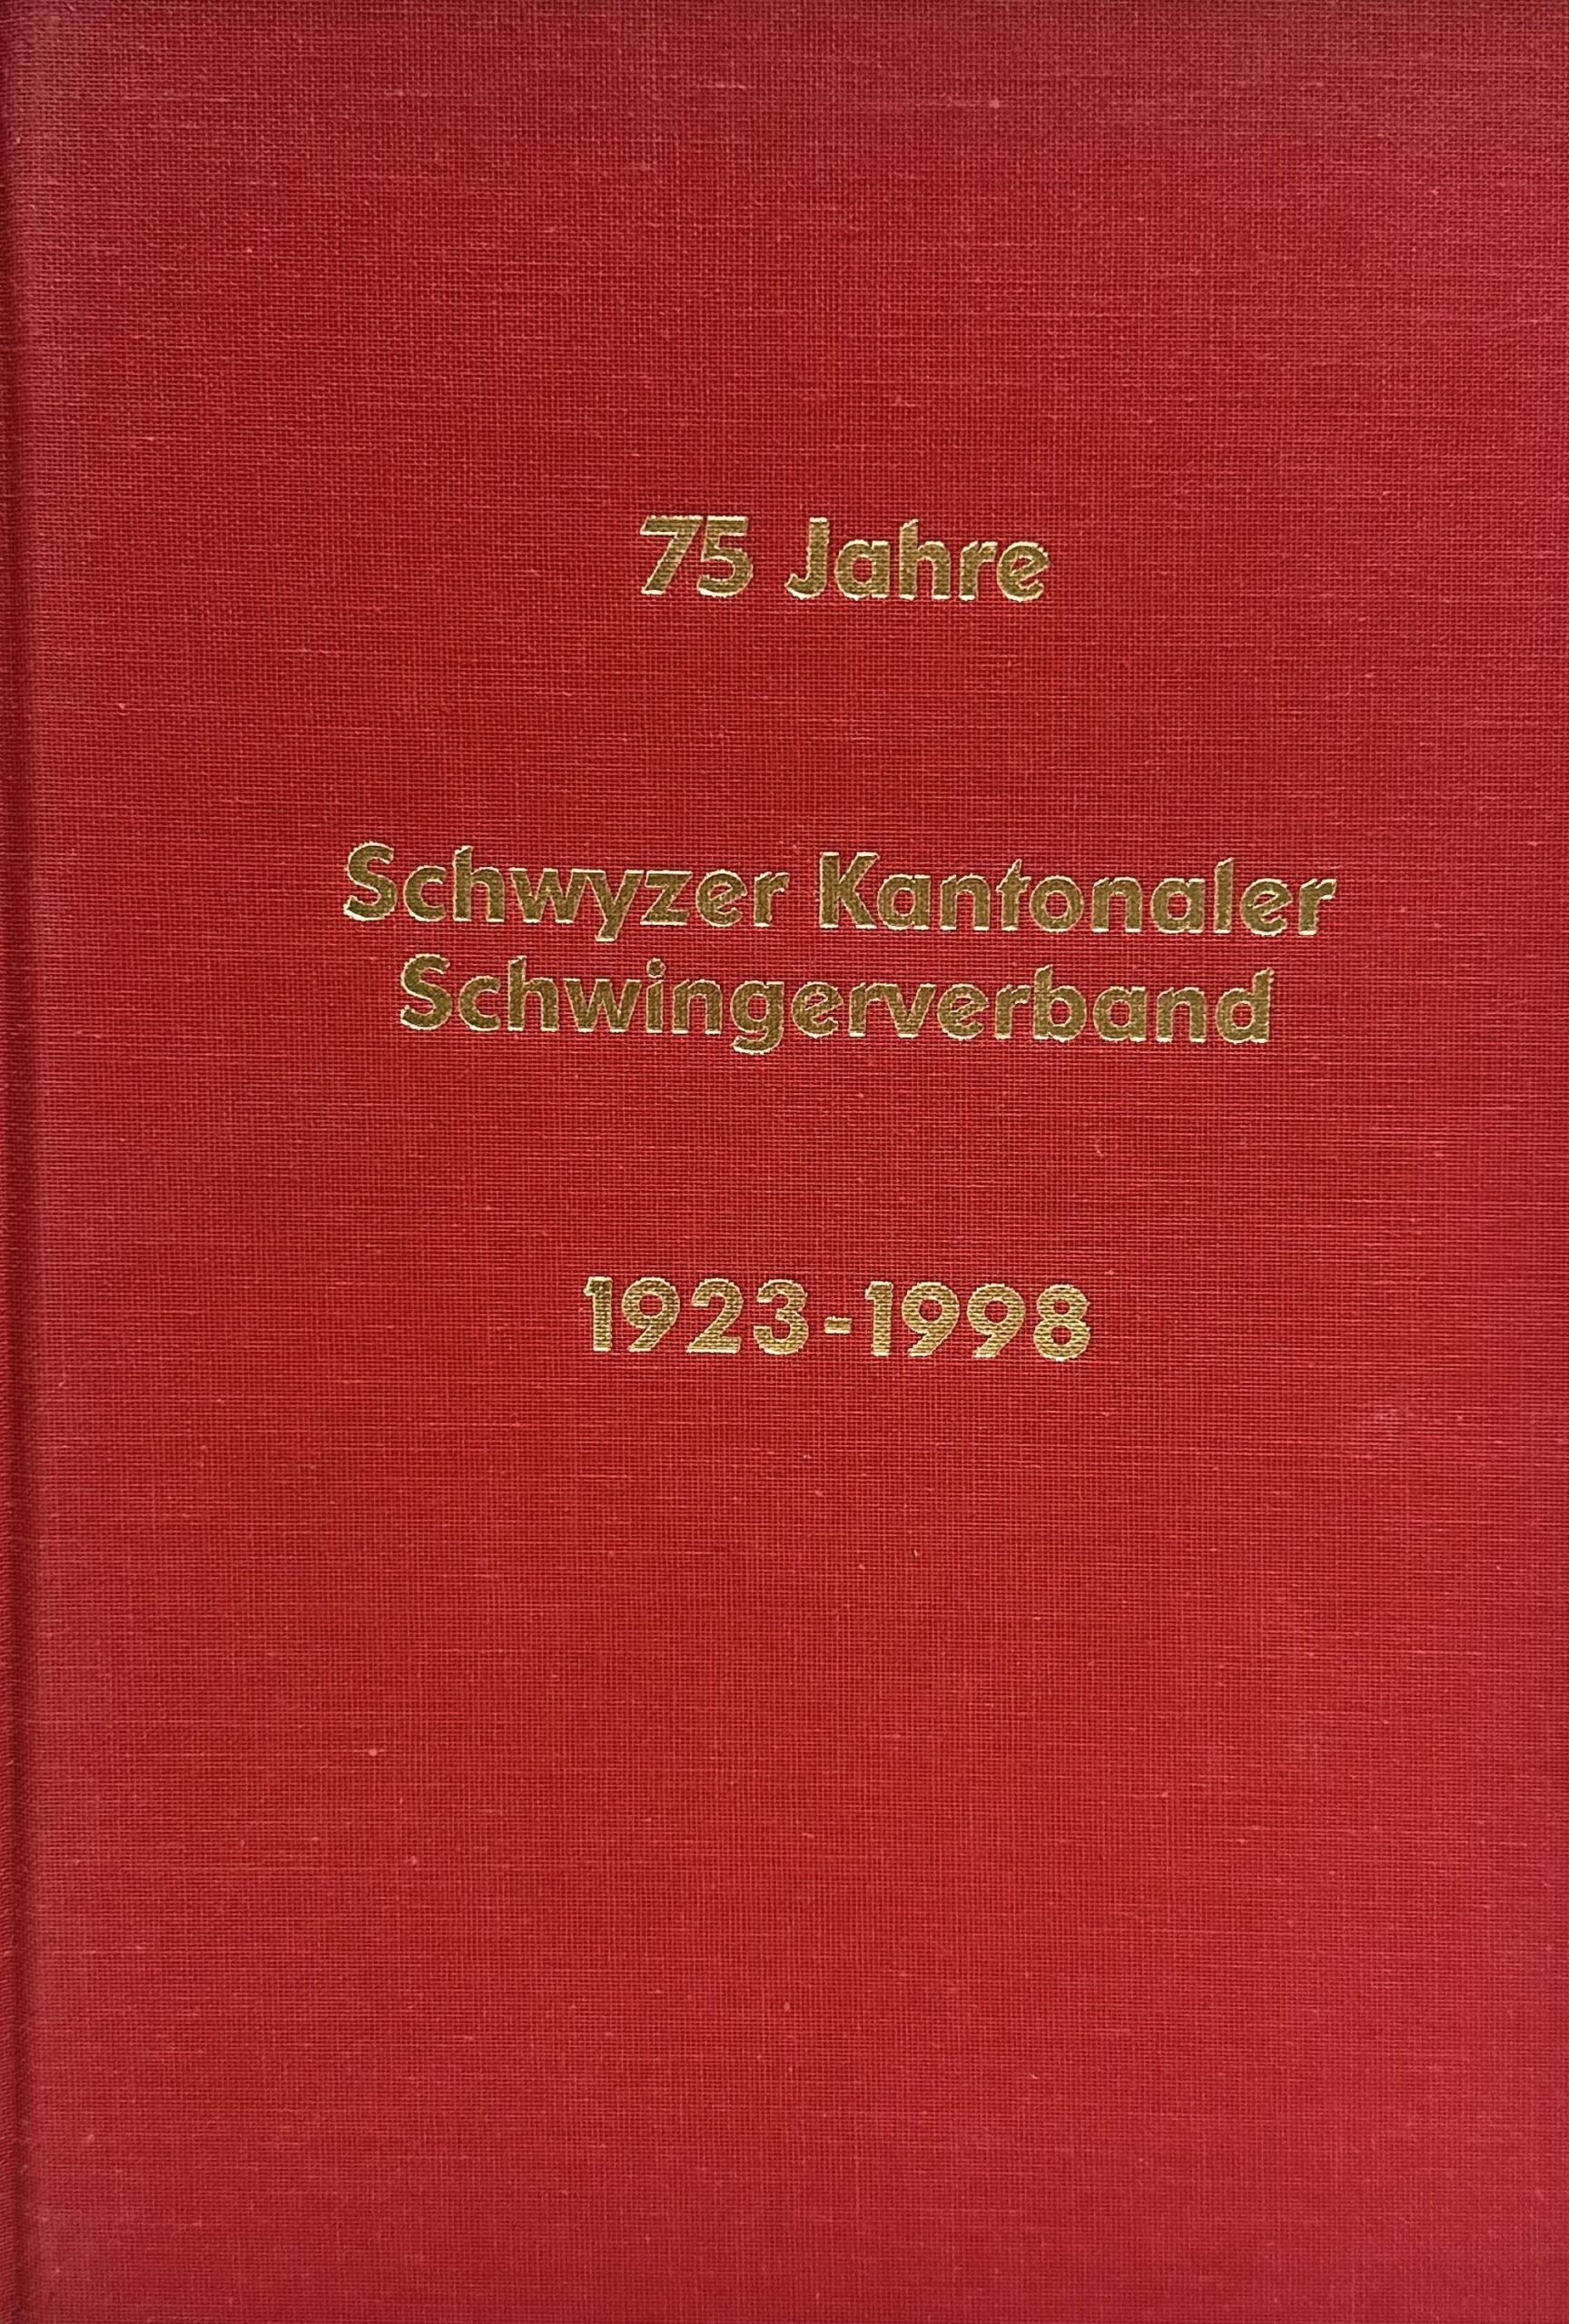 75 Jahre
Schwyzer Kantonaler
Schwingerverband
1923-1998